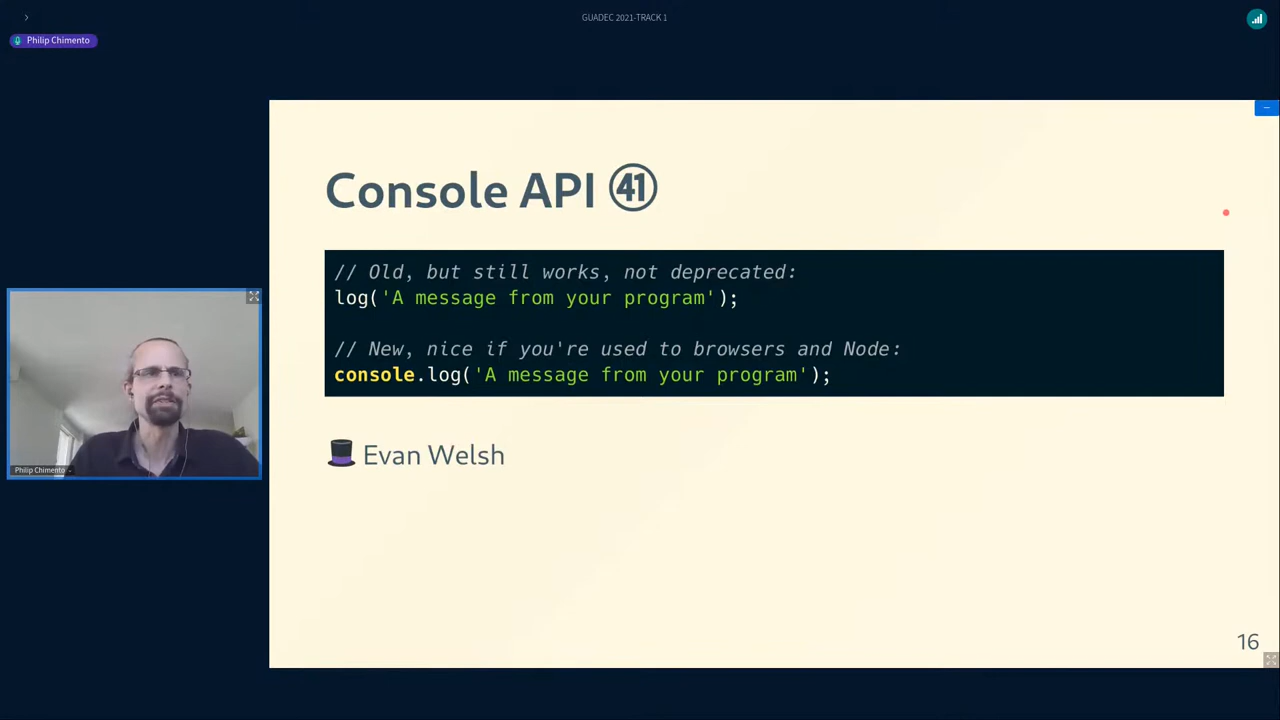 GUADEC 2021-TRACK 1
Philip Chimento
Console API ㊶
// Old, but still works, not deprecated:
log('A message from your program');
// New, nice if you're used to browsers and Node:
console.log('A message from your program');
Evan Welsh
Philip Chimento
16